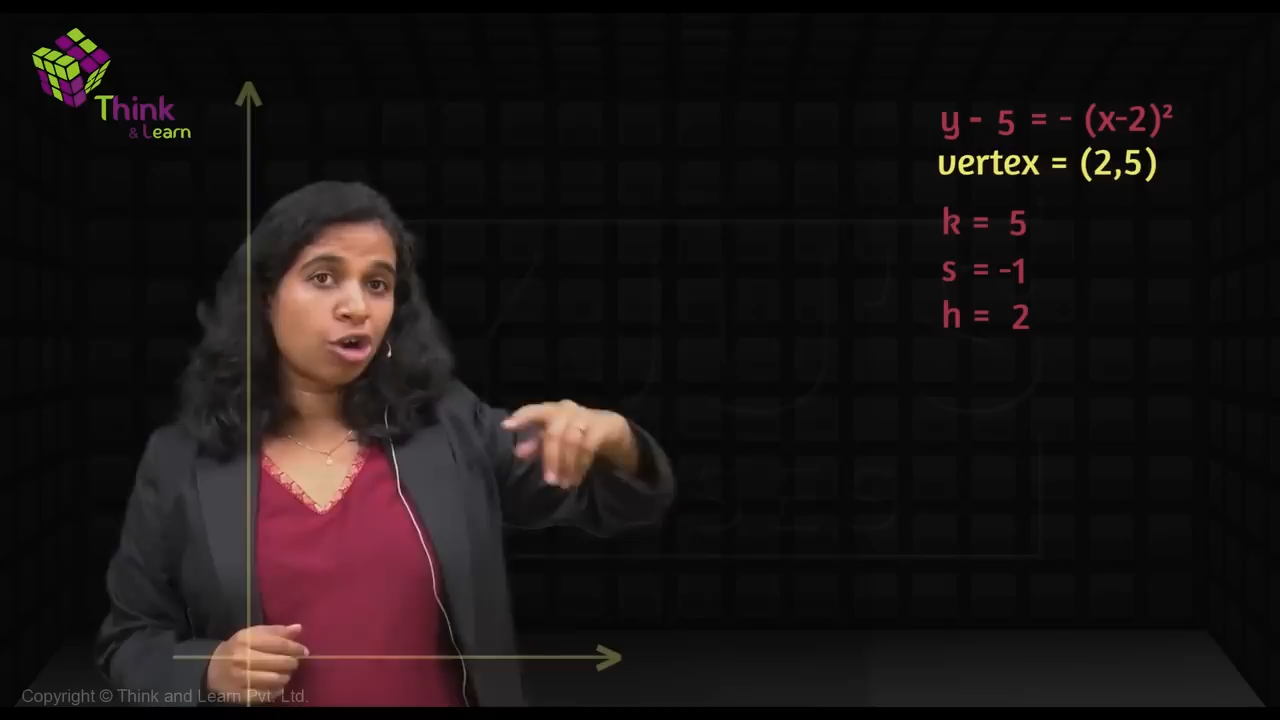 Think
& Learn
y - 5 = - (x-2)²
vertex = (2,5)
k = 5
s = -1
h = 2
Copyright © Think and Learn Pvt. Ltd.